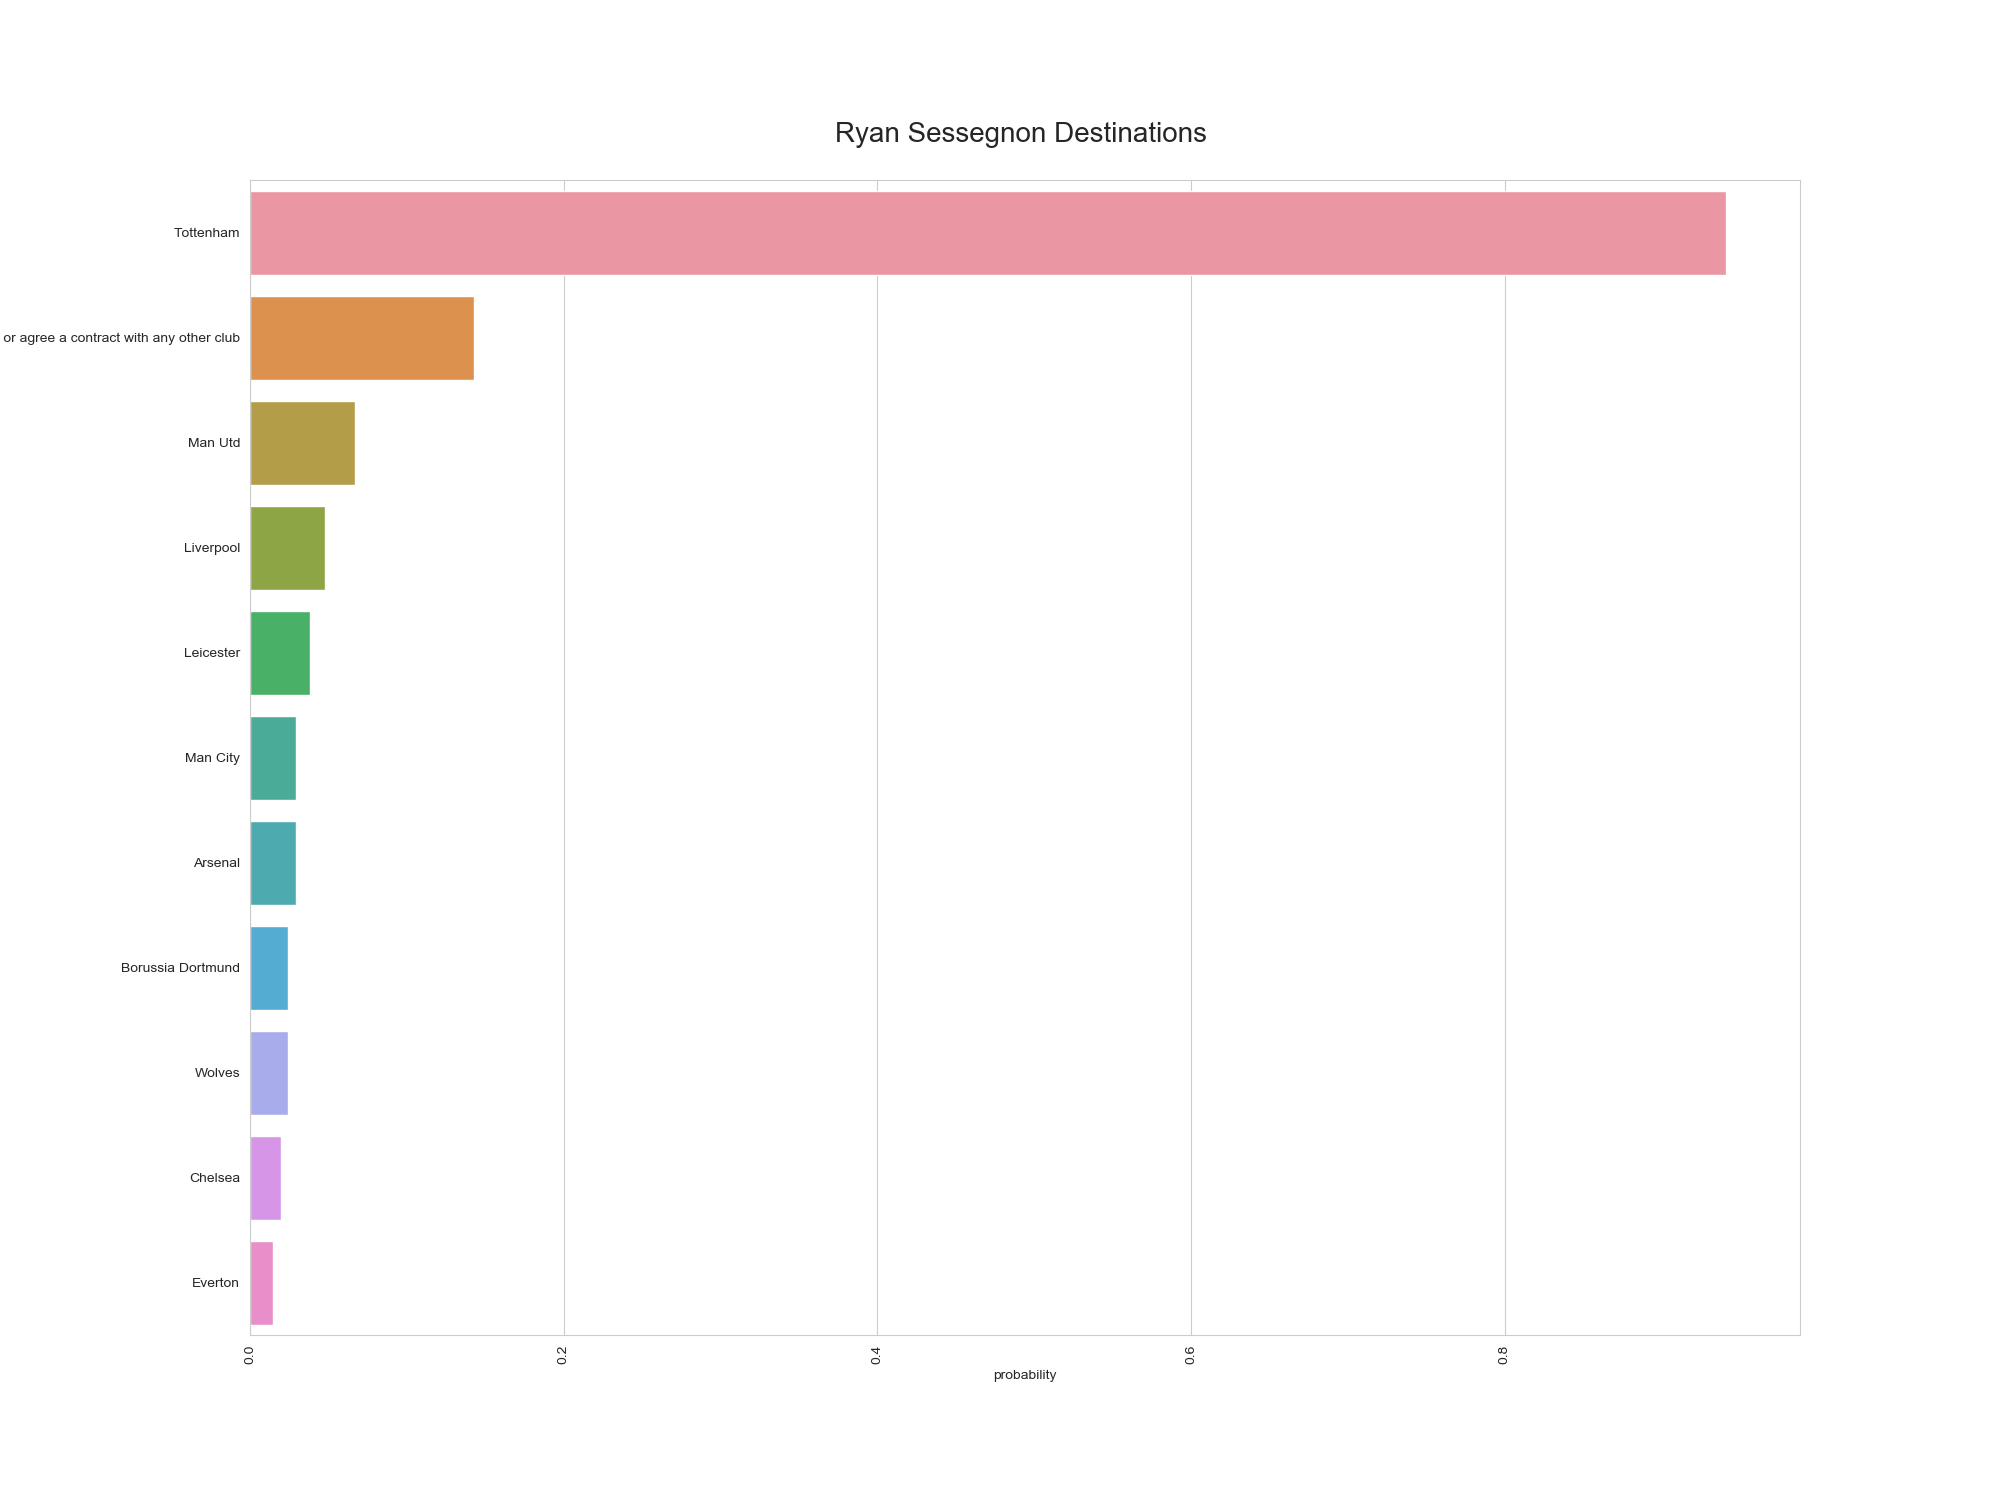 Ryan Sessegnon Destinations
Tottenham
or agree a contract with any other club
Man Utd
Liverpool
Leicester
Man City
Arsenal
Borussia Dortmund
Wolves
Chelsea
Everton
0.0 0.2 0.4 0.6 0.8
probability